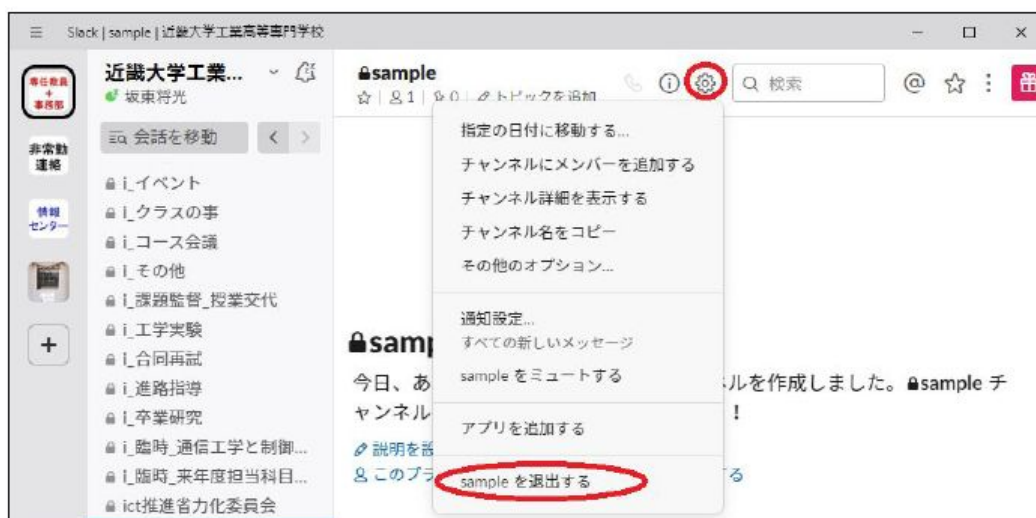 Slack | sample | 近畿大学工業高等専門学校
専任教員
+
事務部
近畿大学工業...
坂東将光
sample
1
0
トピックを追加
検索
会話を移動
非常勤
連絡
情報
センター
i_イベント
i_クラスの事
i_コース会議
i_その他
i_課題監督_授業交代
i_工学実験
i_合同再試
i_進路指導
i_卒業研究
i_臨時_通信工学と制御...
i_臨時_来年度担当科目...
ict推進省力化委員会
指定の日付に移動する...
チャンネルにメンバーを追加する
チャンネル詳細を表示する
チャンネル名をコピー
その他のオプション...
通知設定...
すべての新しいメッセージ
sample をミュートする
アプリを追加する
sample を退出する
samp
今日、あ
ルを作成しました。sample チ
ャンネル
!
説明を設
このプラ
る